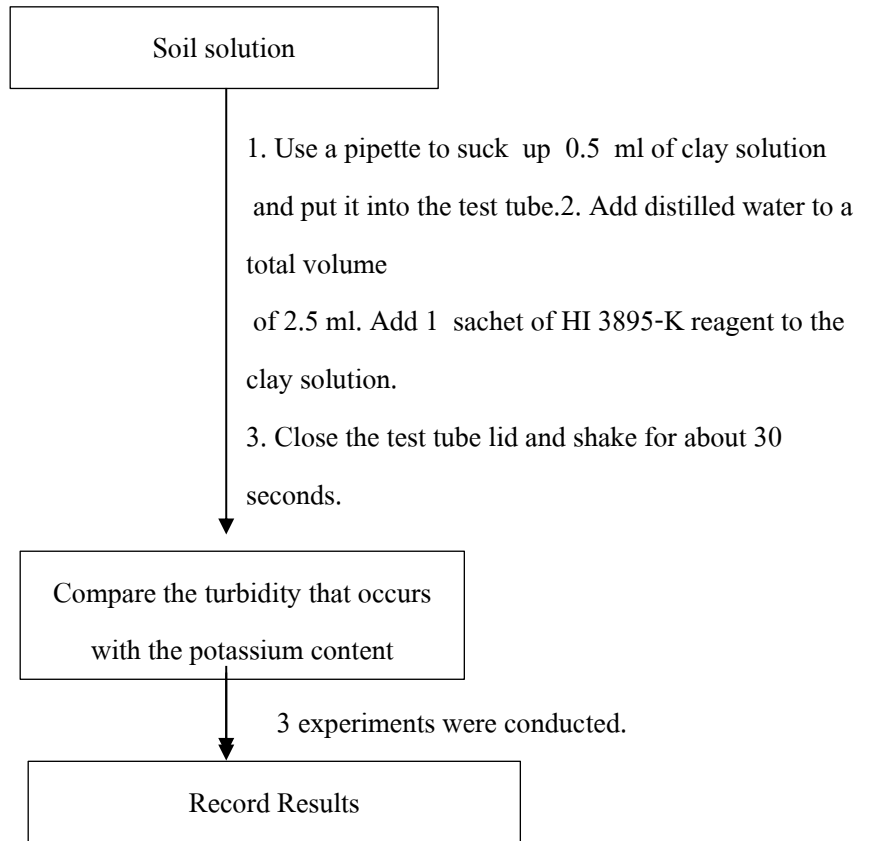 Soil solution
1. Use a pipette to suck up 0.5 ml of clay solution
and put it into the test tube.2. Add distilled water to a
total volume
of 2.5 ml. Add 1 sachet of HI 3895-K reagent to the
clay solution.
3. Close the test tube lid and shake for about 30
seconds.
Compare the turbidity that occurs
with the potassium content
3 experiments were conducted.
Record Results